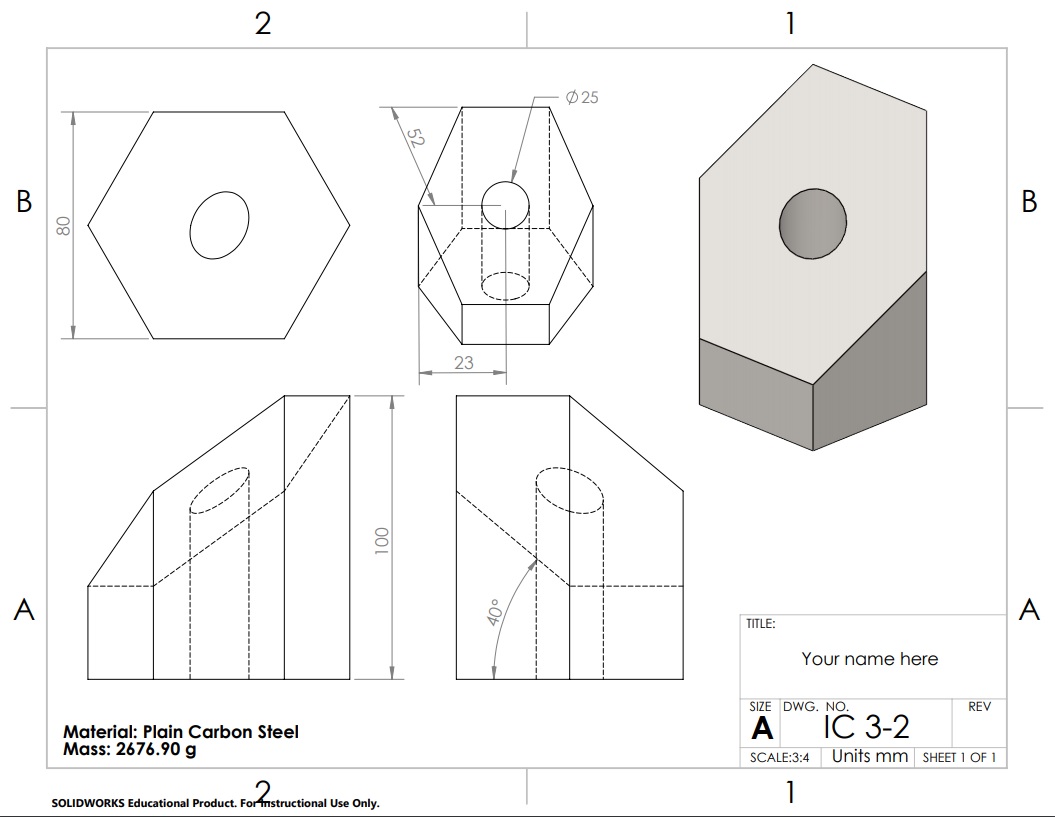 2
1
B
B
80
52
Ø25
23
100
40°
A
A
TITLE:
Your name here
SIZE
DWG. NO.
REV
A
IC 3-2
SCALE:3:4
Units mm
SHEET 1 OF 1
Material: Plain Carbon Steel
Mass: 2676.90 g
2
1
SOLIDWORKS Educational Product. For Instructional Use Only.